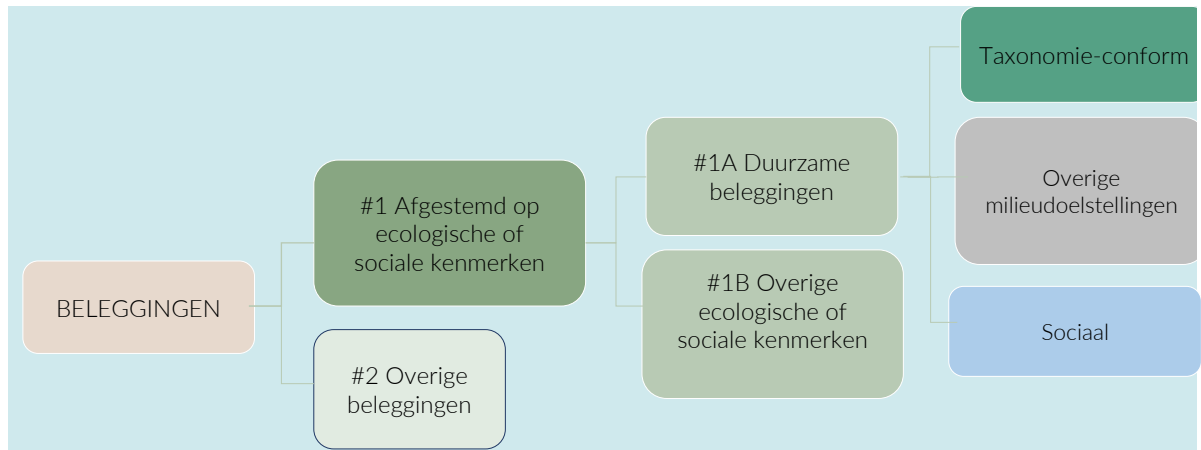 BELEGGINGEN
#1 Afgestemd op
ecologische of
sociale kenmerken
#2 Overige
beleggingen
#1A Duurzame
beleggingen
#1B Overige
ecologische of
sociale kenmerken
Taxonomie-conform
Overige
milieudoelstellingen
Sociaal